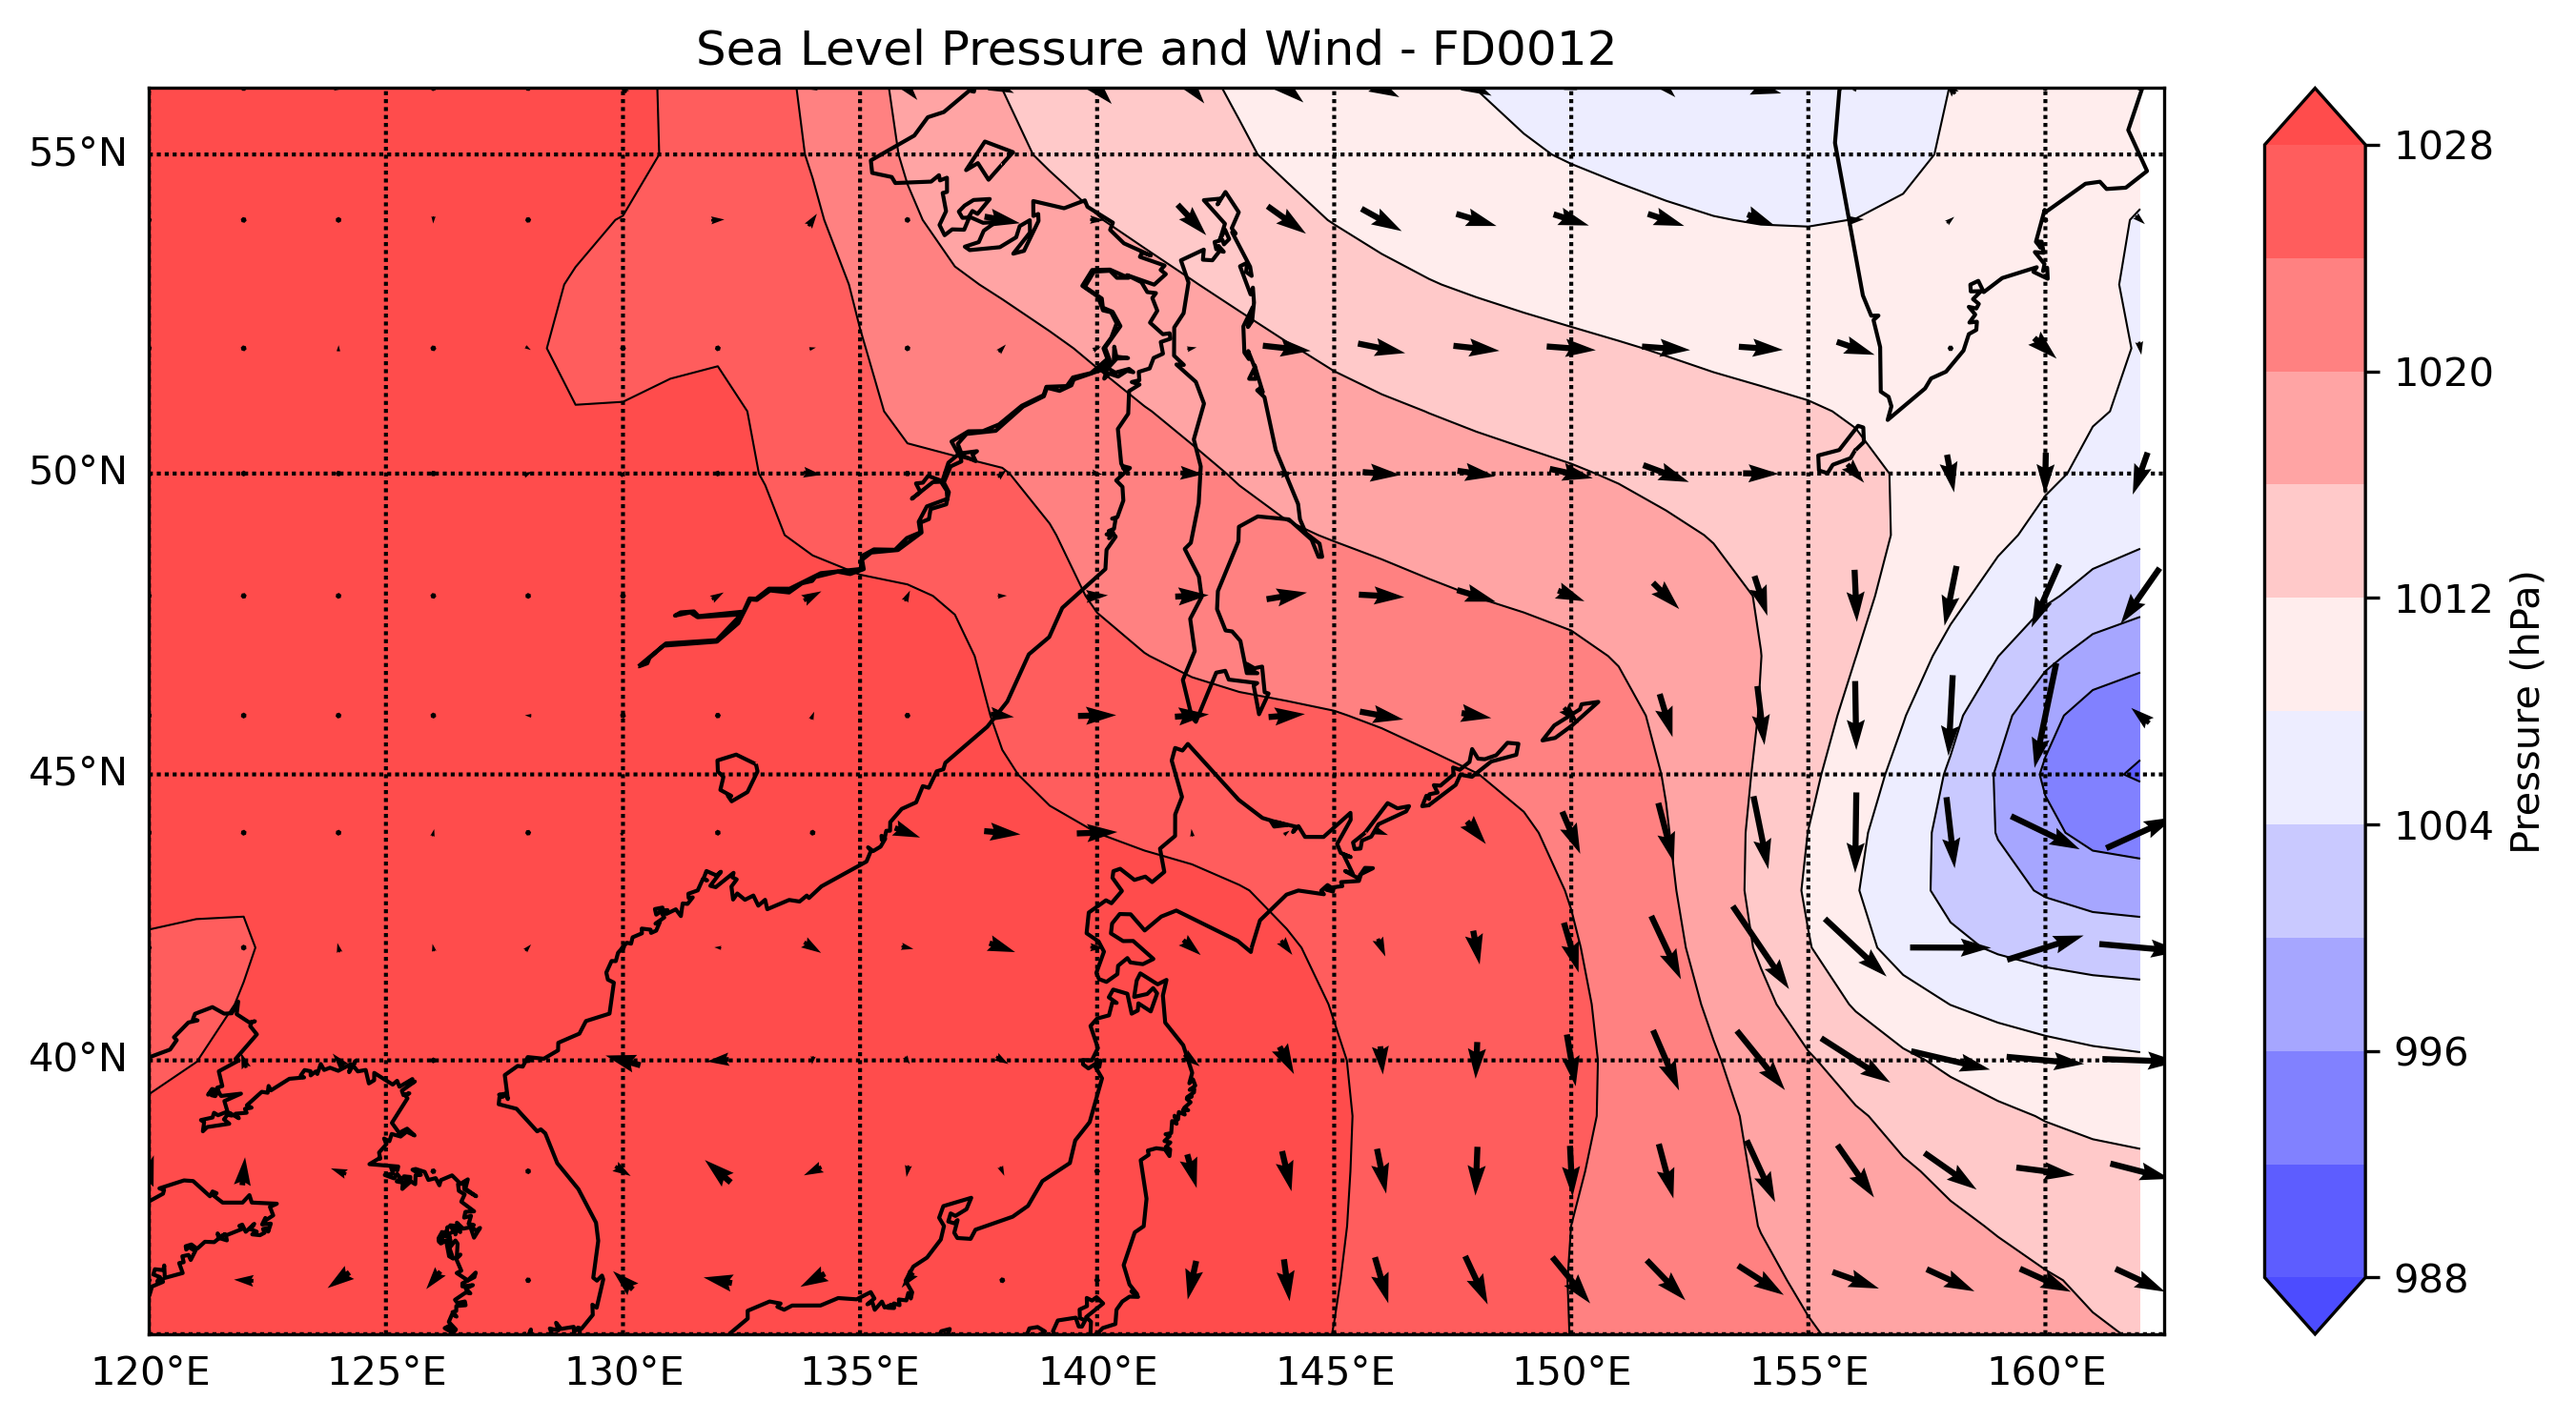 Sea Level Pressure and Wind - FD0012
55°N
50°N
45°N
40°N
120°E 125°E 130°E 135°E 140°E 145°E 150°E 155°E 160°E
1028
1020
1012
1004
996
988
Pressure (hPa)